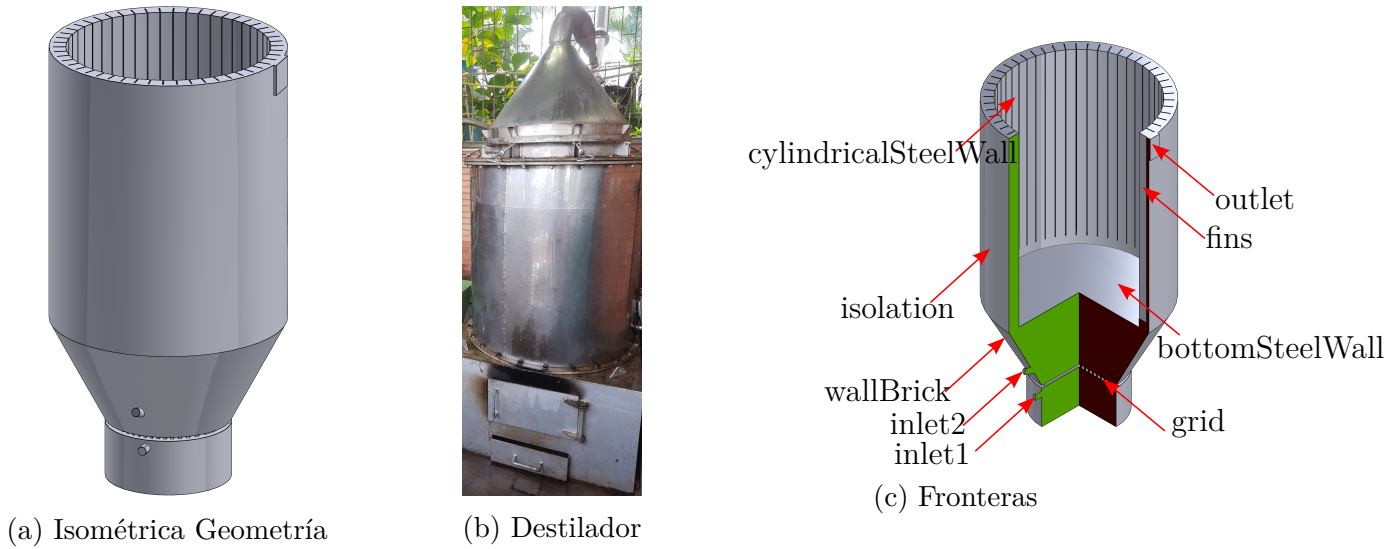 cylindricalSteelWall
outlet
fins
isolation
bottomSteelWall
wallBrick
inlet2
grid
inlet1
(a) Isométrica Geometría
(b) Destilador
(c) Fronteras